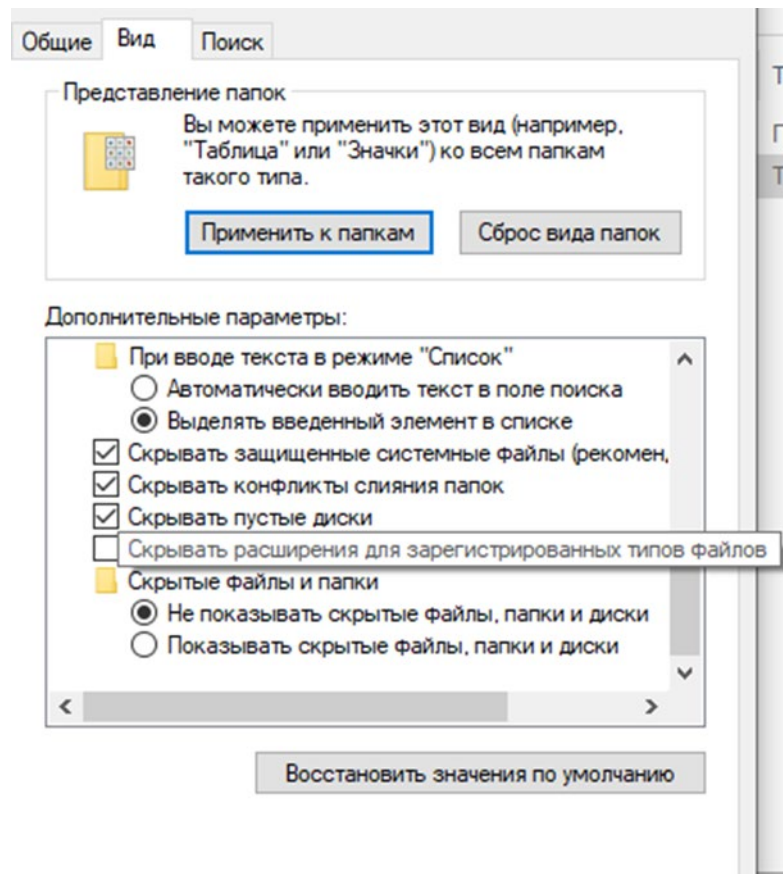 Общие Вид Поиск
Представление папок
Вы можете применить этот вид (например,
"Таблица" или "Значки") ко всем папкам
такого типа.
Применить к папкам Сброс вида папок
Дополнительные параметры:
При вводе текста в режиме "Список"
Автоматически вводить текст в поле поиска
Выделять введенный элемент в списке
Скрывать защищенные системные файлы (рекомен,
Скрывать конфликты слияния папок
Скрывать пустые диски
Скрывать расширения для зарегистрированных типов файлов
Скрытые файлы и папки
Не показывать скрытые файлы, папки и диски
Показывать скрытые файлы, папки и диски
Восстановить значения по умолчанию